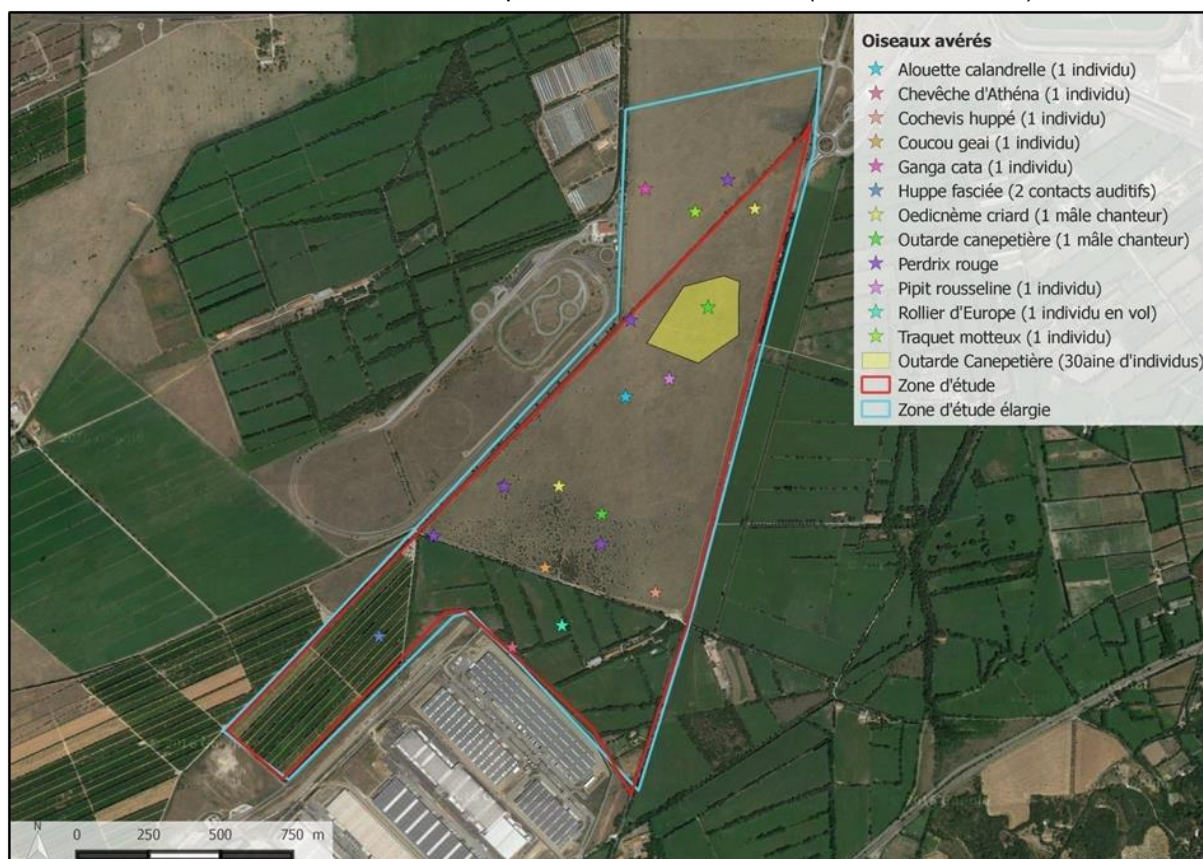 Oiseaux avérés
Alouette calandrelle (1 individu)
Chevêche d'Athéna (1 individu)
Cochevis huppé (1 individu)
Coucou geai (1 individu)
Ganga cata (1 individu)
Huppe fasciée (2 contacts auditifs)
Oedicnème criard (1 mâle chanteur)
Outarde canepetière (1 mâle chanteur)
Perdrix rouge
Pipit rousseline (1 individu)
Rollier d'Europe (1 individu en vol)
Traquet motteux (1 individu)
Outarde Canepetière (30aine d'individus)
Zone d'étude
Zone d'étude élargie
N
0 250 500 750 m